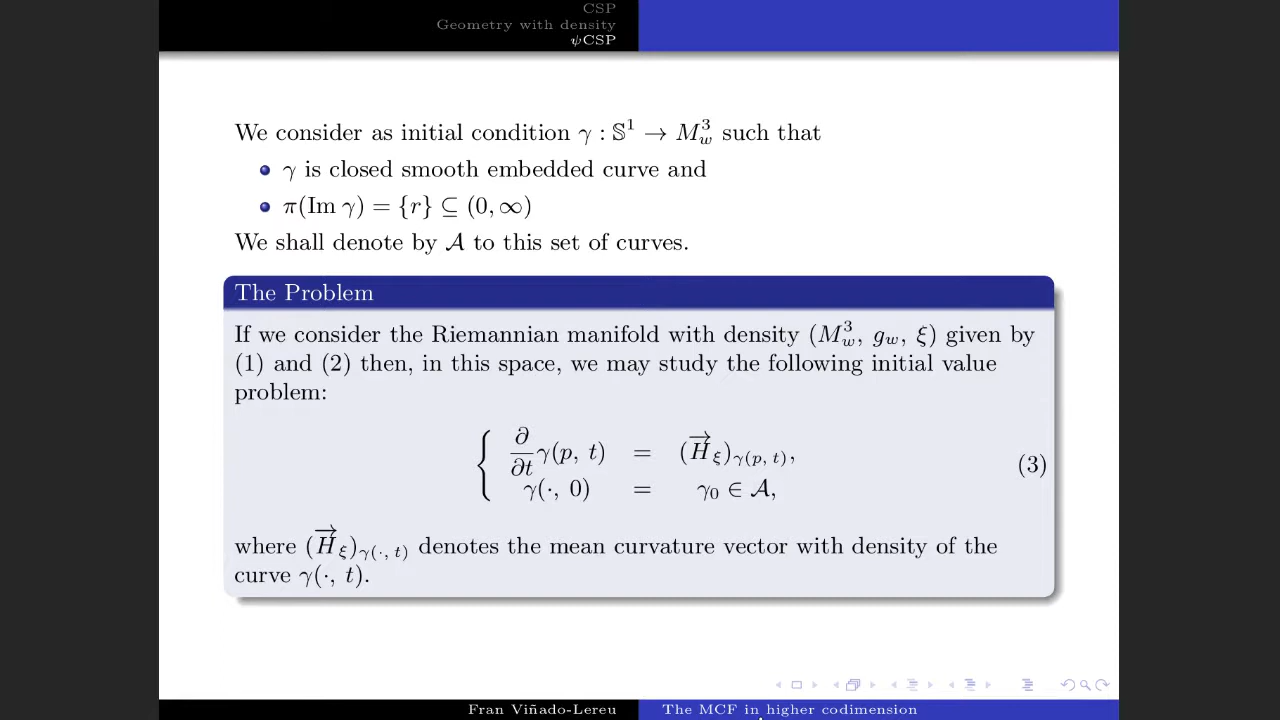 CSP
Geometry with density
ψCSP
We consider as initial condition γ : 𝕊¹ → M³_w such that
γ is closed smooth embedded curve and
π(Im γ) = {r} ⊆ (0, ∞)
We shall denote by 𝒜 to this set of curves.
The Problem
If we consider the Riemannian manifold with density (M³_w, g_w, ξ) given by
(1) and (2) then, in this space, we may study the following initial value
problem:
{ ∂/∂t γ(p, t) = (H⃗_ξ)_γ(p, t),
γ(·, 0) = γ₀ ∈ 𝒜, (3)
where (H⃗_ξ)_γ(·, t) denotes the mean curvature vector with density of the
curve γ(·, t).
Fran Viñado-Lereu
The MCF in higher codimension